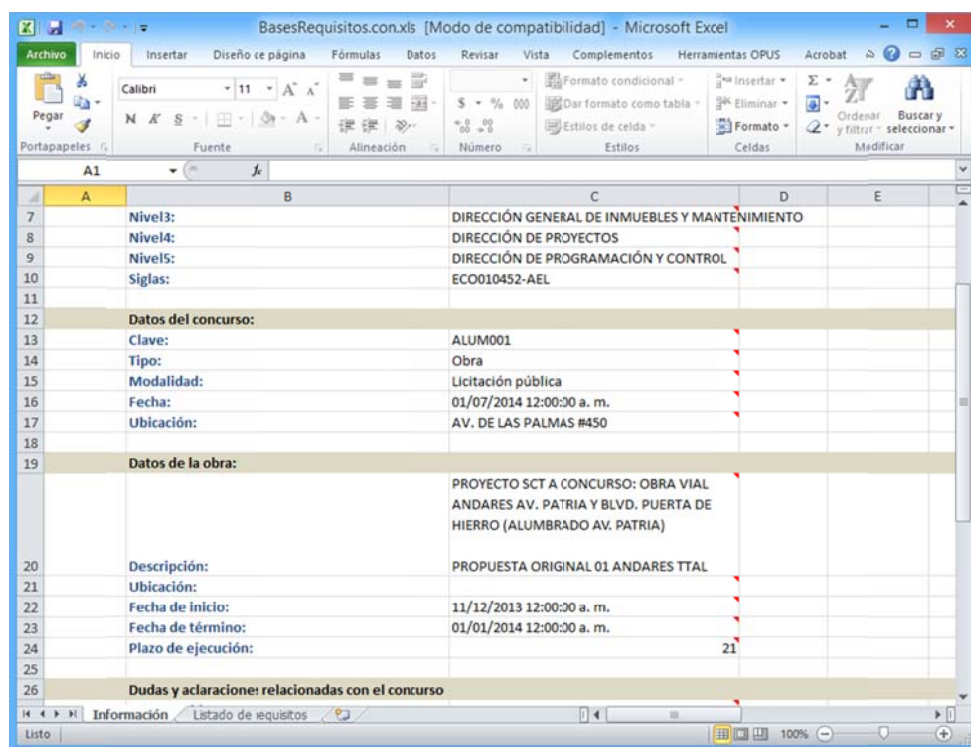 BasesRequisitos.con.xls [Modo de compatibilidad] - Microsoft Excel
Archivo Inicio Insertar Diseño ce página Fórmulas Datos Revisar Vista Complementos Herramientas OPUS Acrobat
Pegar
Calibri 11 A A
N K S A
$ % 000
Formato condicional
Dar formato como tabla
Estilos de celda
Insertar
Eliminar
Formato
Σ
Ordenar y filtrar
Buscar y seleccionar
Portapapeles Fuente Alineación Número Estilos Celdas Modificar
A1 fx
A B C D E
7 Nivel3: DIRECCIÓN GENERAL DE INMUEBLES Y MANTENIMIENTO
8 Nivel4: DIRECCIÓN DE PROYECTOS
9 Nivel5: DIRECCIÓN DE PROGRAMACIÓN Y CONTROL
10 Siglas: ECO010452-AEL
11
12 Datos del concurso:
13 Clave: ALUM001
14 Tipo: Obra
15 Modalidad: Licitación pública
16 Fecha: 01/07/2014 12:00:00 a. m.
17 Ubicación: AV. DE LAS PALMAS #450
18
19 Datos de la obra:
PROYECTO SCT A CONCURSO: OBRA VIAL
ANDARES AV. PATRIA Y BLVD. PUERTA DE
HIERRO (ALUMBRADO AV. PATRIA)
20 Descripción: PROPUESTA ORIGINAL 01 ANDARES TTAL
21 Ubicación:
22 Fecha de inicio: 11/12/2013 12:00:00 a. m.
23 Fecha de término: 01/01/2014 12:00:00 a. m.
24 Plazo de ejecución: 21
25
26 Dudas y aclaraciones relacionadas con el concurso
Información Listado de requisitos
Listo 100%